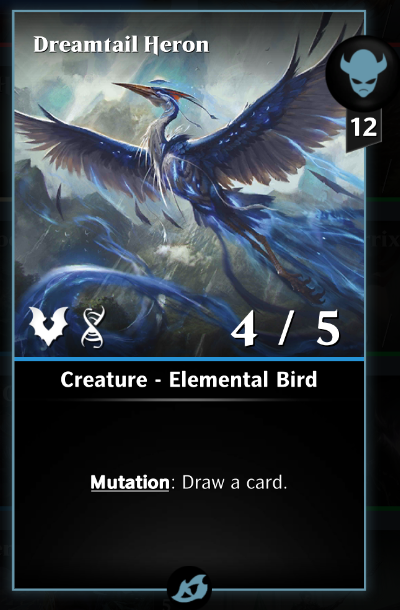 Dreamtail Heron
12
4 / 5
Creature - Elemental Bird
Mutation: Draw a card.